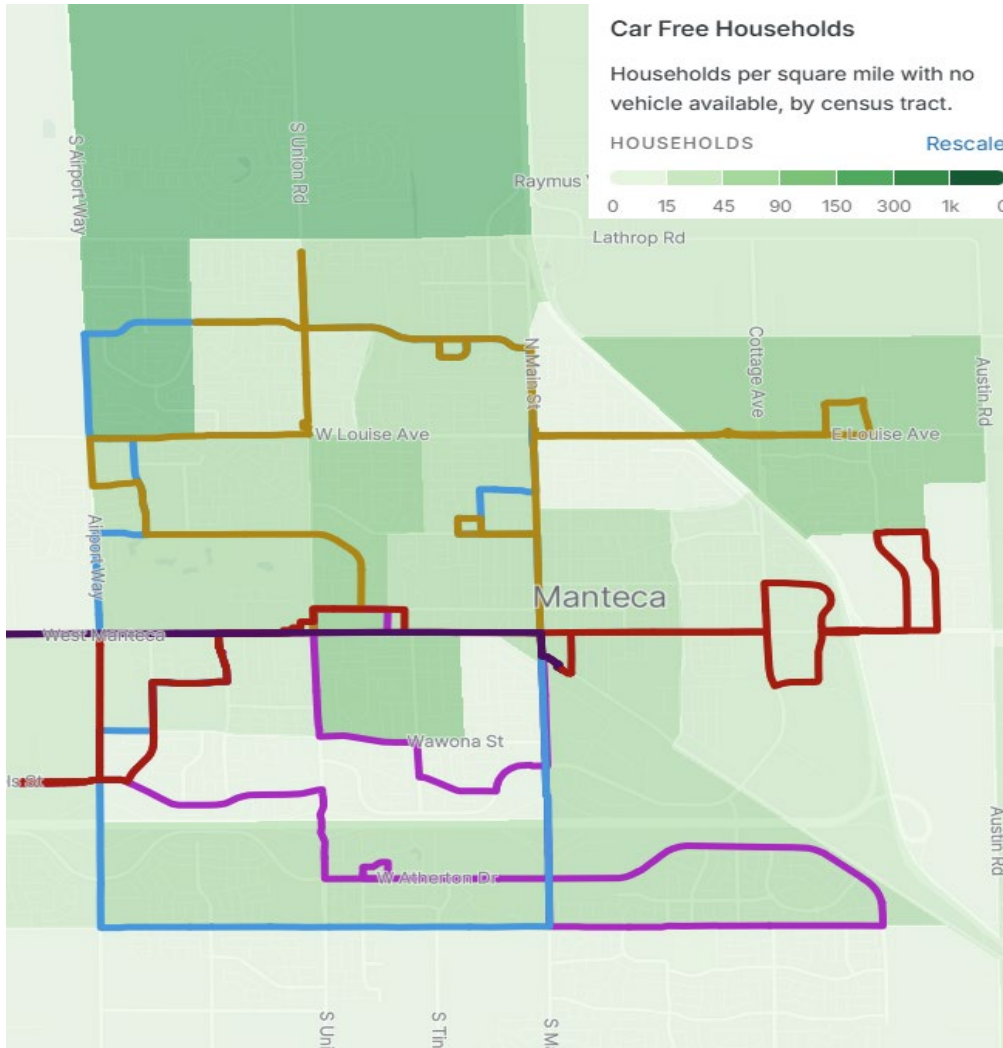 Car Free Households
Households per square mile with no
vehicle available, by census tract.
HOUSEHOLDS Rescale
0 15 45 90 150 300 1k
S Airport Way
S Union Rd
Raymus
Lathrop Rd
N Main St
Cottage Ave
Austin Rd
W Louise Ave
E Louise Ave
Airport Way
Manteca
West Manteca
Wawona St
ls St
Austin Rd
W Atherton Dr
S Uni
S Tin
S M